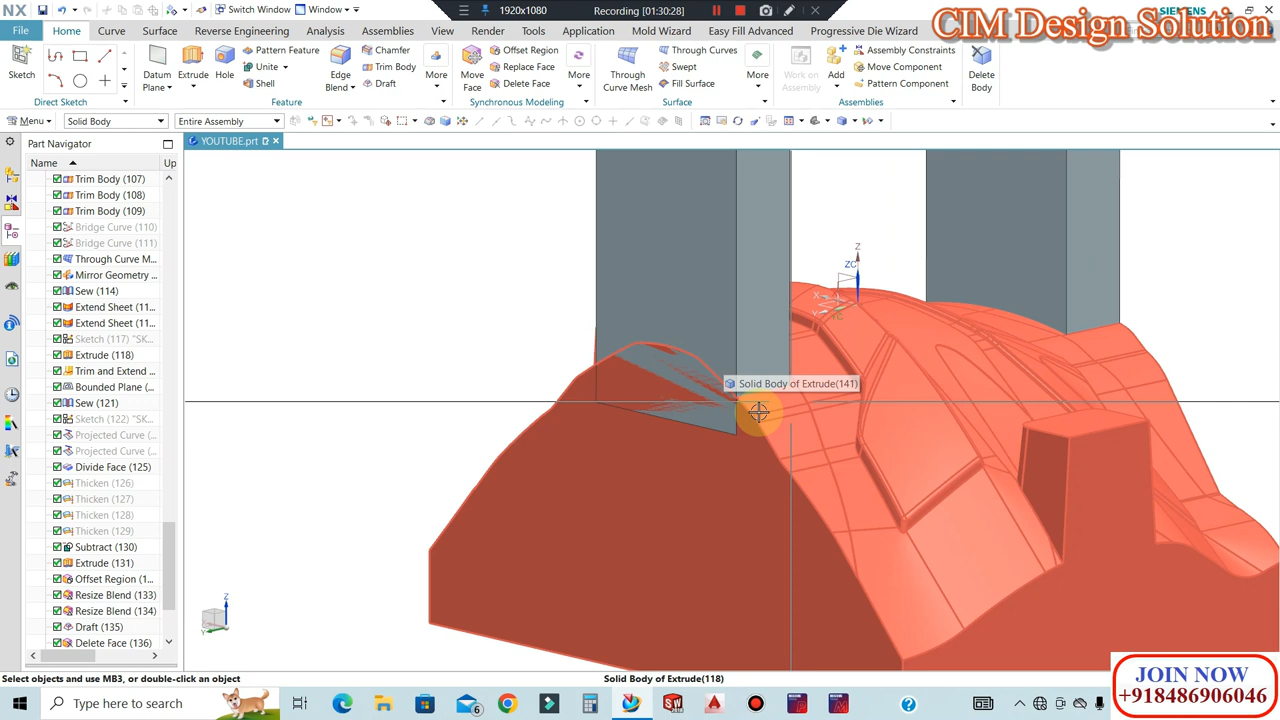 NX
Switch Window
Window
1920x1080
Recording [01:30:28]
SIEMENS
CIM Design Solution
File
Home
Curve
Surface
Reverse Engineering
Analysis
Assemblies
View
Render
Tools
Application
Mold Wizard
Easy Fill Advanced
Progressive Die Wizard
Sketch
Datum Plane
Extrude
Hole
Pattern Feature
Unite
Shell
Edge Blend
Chamfer
Trim Body
Draft
More
Move Face
Offset Region
Replace Face
Delete Face
More
Through Curve Mesh
Through Curves
Swept
Fill Surface
More
Work on Assembly
Add
Assembly Constraints
Move Component
Pattern Component
Delete Body
Direct Sketch
Feature
Synchronous Modeling
Surface
Assemblies
Menu
Solid Body
Entire Assembly
Part Navigator
YOUTUBE.prt
Name
Up
Trim Body (107)
Trim Body (108)
Trim Body (109)
Bridge Curve (110)
Bridge Curve (111)
Through Curve M...
Mirror Geometry ...
Sew (114)
Extend Sheet (11...
Extend Sheet (11...
Sketch (117) "SK...
Extrude (118)
Trim and Extend ...
Bounded Plane (...
Sew (121)
Sketch (122) "SK...
Projected Curve (...
Projected Curve (...
Divide Face (125)
Thicken (126)
Thicken (127)
Thicken (128)
Thicken (129)
Subtract (130)
Extrude (131)
Offset Region (1...
Resize Blend (133)
Resize Blend (134)
Draft (135)
Delete Face (136)
Z
ZC
X
YC
Solid Body of Extrude(141)
Z
Y
Select objects and use MB3, or double-click an object
Solid Body of Extrude(118)
JOIN NOW
+918486906046
Type here to search
6